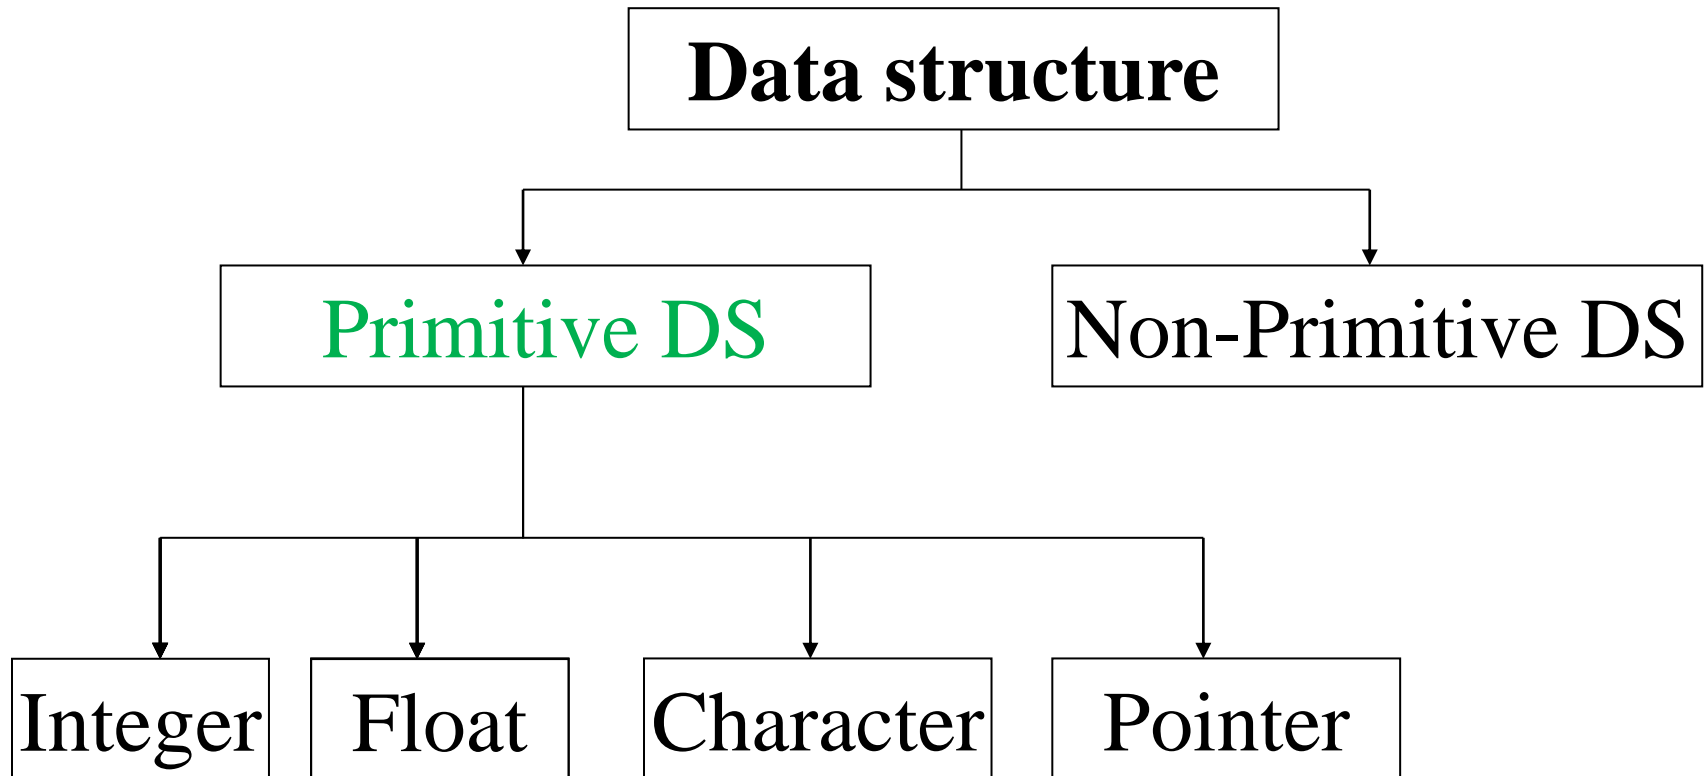 Data structure
Primitive DS
Non-Primitive DS
Integer
Float
Character
Pointer